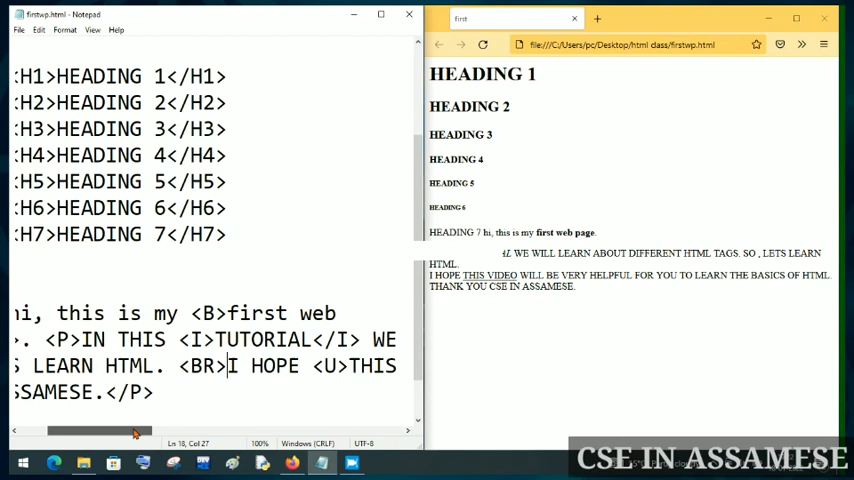 firstwp.html - Notepad
File Edit Format View Help
<H1>HEADING 1</H1>
<H2>HEADING 2</H2>
<H3>HEADING 3</H3>
<H4>HEADING 4</H4>
<H5>HEADING 5</H5>
<H6>HEADING 6</H6>
<H7>HEADING 7</H7>
hi, this is my <B>first web
>. <P>IN THIS <I>TUTORIAL</I> WE
S LEARN HTML. <BR>I HOPE <U>THIS
SSAMESE.</P>
Ln 18, Col 27 100% Windows (CRLF) UTF-8
first
file:///C:/Users/pc/Desktop/html class/firstwp.html
HEADING 1
HEADING 2
HEADING 3
HEADING 4
HEADING 5
HEADING 6
HEADING 7 hi, this is my first web page.
WE WILL LEARN ABOUT DIFFERENT HTML TAGS. SO , LETS LEARN
HTML.
I HOPE THIS VIDEO WILL BE VERY HELPFUL FOR YOU TO LEARN THE BASICS OF HTML.
THANK YOU CSE IN ASSAMESE.
CSE IN ASSAMESE